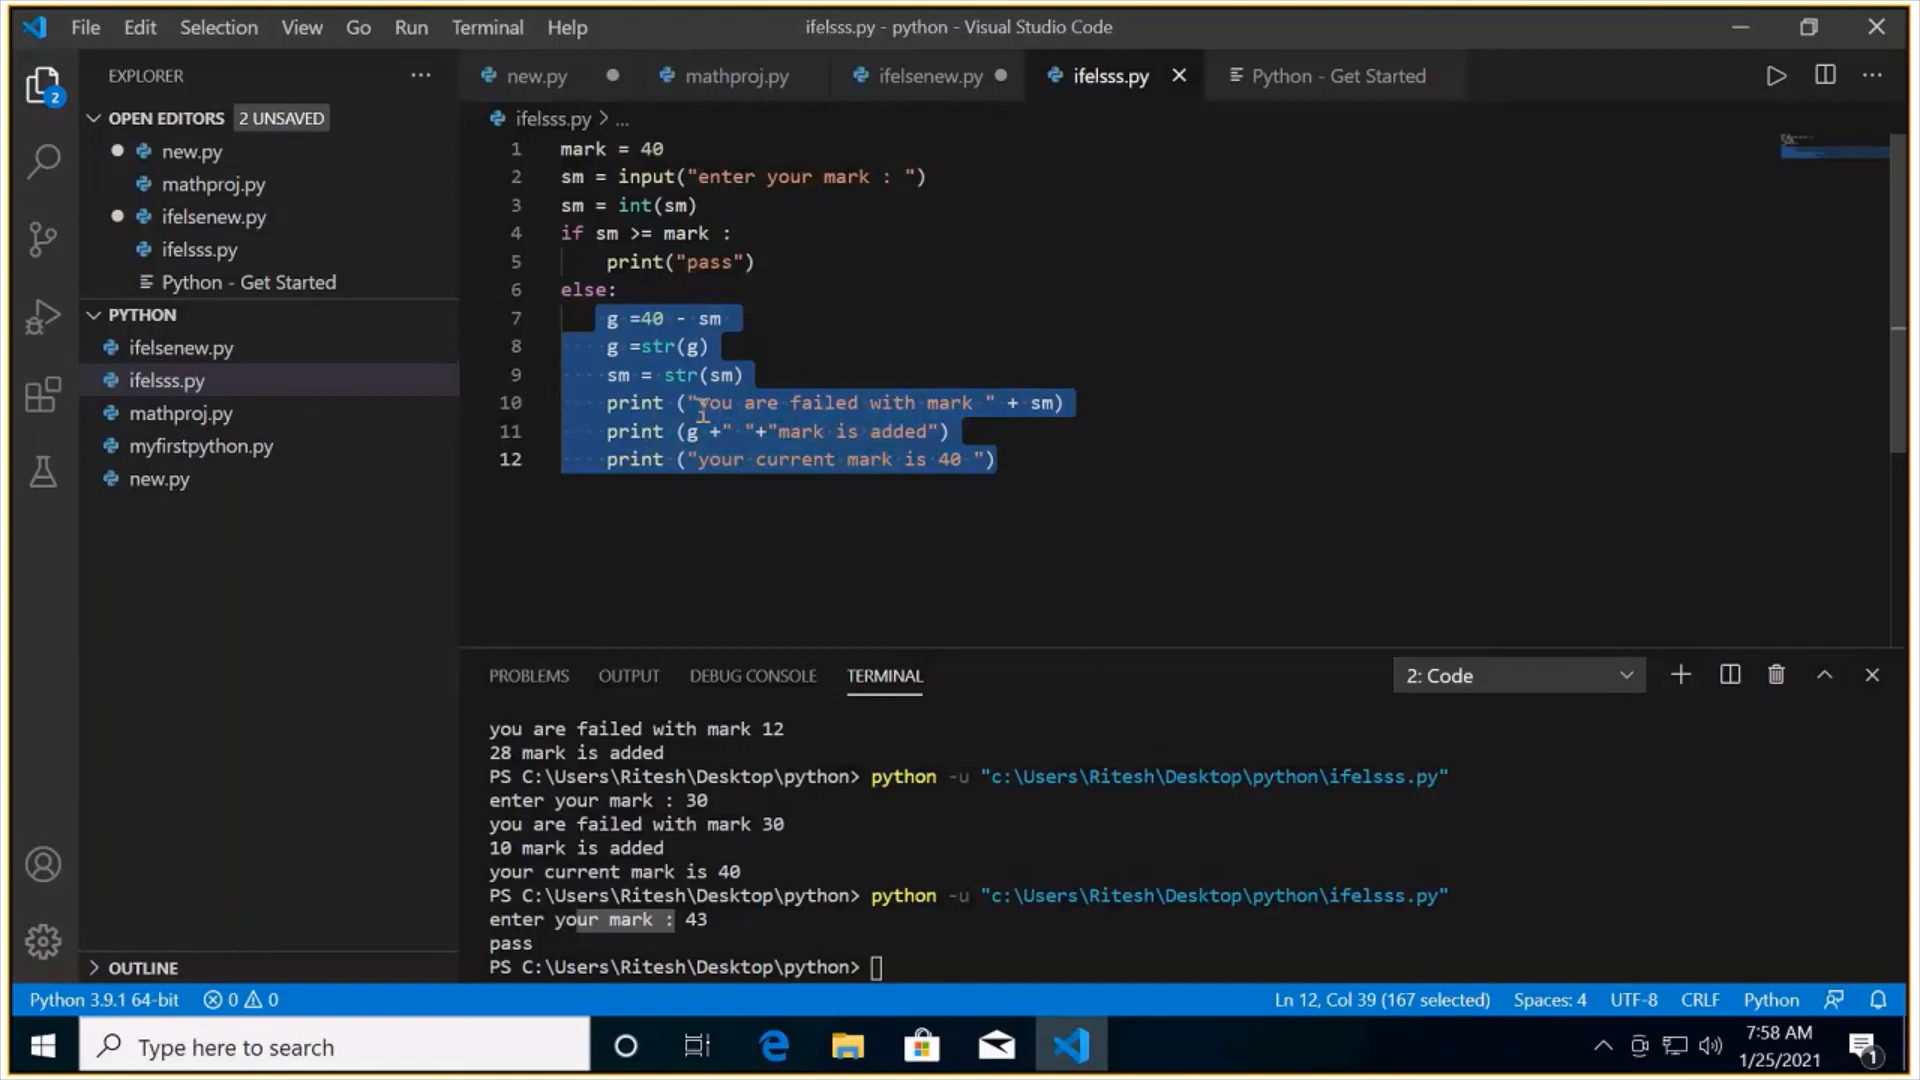 File Edit Selection View Go Run Terminal Help
ifelsss.py - python - Visual Studio Code
EXPLORER
new.py
mathproj.py
ifelsenew.py
ifelsss.py
Python - Get Started
OPEN EDITORS 2 UNSAVED
new.py
mathproj.py
ifelsenew.py
ifelsss.py
Python - Get Started
PYTHON
ifelsenew.py
ifelsss.py
mathproj.py
myfirstpython.py
new.py
OUTLINE
2
ifelsss.py > ...
1 mark = 40
2 sm = input("enter your mark : ")
3 sm = int(sm)
4 if sm >= mark :
5 print("pass")
6 else:
7 g =40 - sm
8 g =str(g)
9 sm = str(sm)
10 print ("you are failed with mark " + sm)
11 print (g +" "+"mark is added")
12 print ("your current mark is 40 ")
PROBLEMS OUTPUT DEBUG CONSOLE TERMINAL
2: Code
you are failed with mark 12
28 mark is added
PS C:\Users\Ritesh\Desktop\python> python -u "c:\Users\Ritesh\Desktop\python\ifelsss.py"
enter your mark : 30
you are failed with mark 30
10 mark is added
your current mark is 40
PS C:\Users\Ritesh\Desktop\python> python -u "c:\Users\Ritesh\Desktop\python\ifelsss.py"
enter your mark : 43
pass
PS C:\Users\Ritesh\Desktop\python>
Python 3.9.1 64-bit 0 0
Ln 12, Col 39 (167 selected) Spaces: 4 UTF-8 CRLF Python
Type here to search
7:58 AM
1/25/2021
1